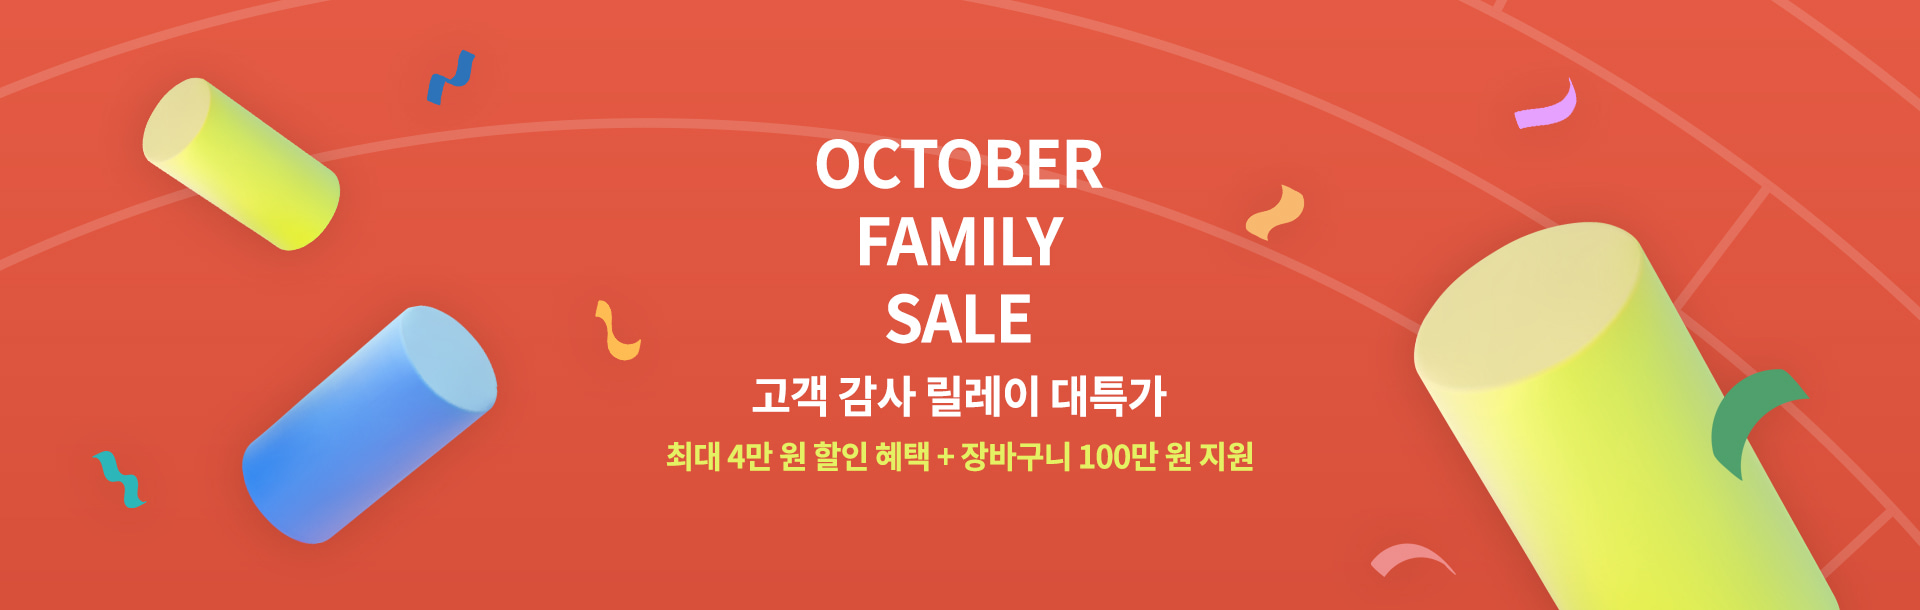 OCTOBER
FAMILY
SALE
고객 감사 릴레이 대특가
최대 4만 원 할인 혜택 + 장바구니 100만 원 지원